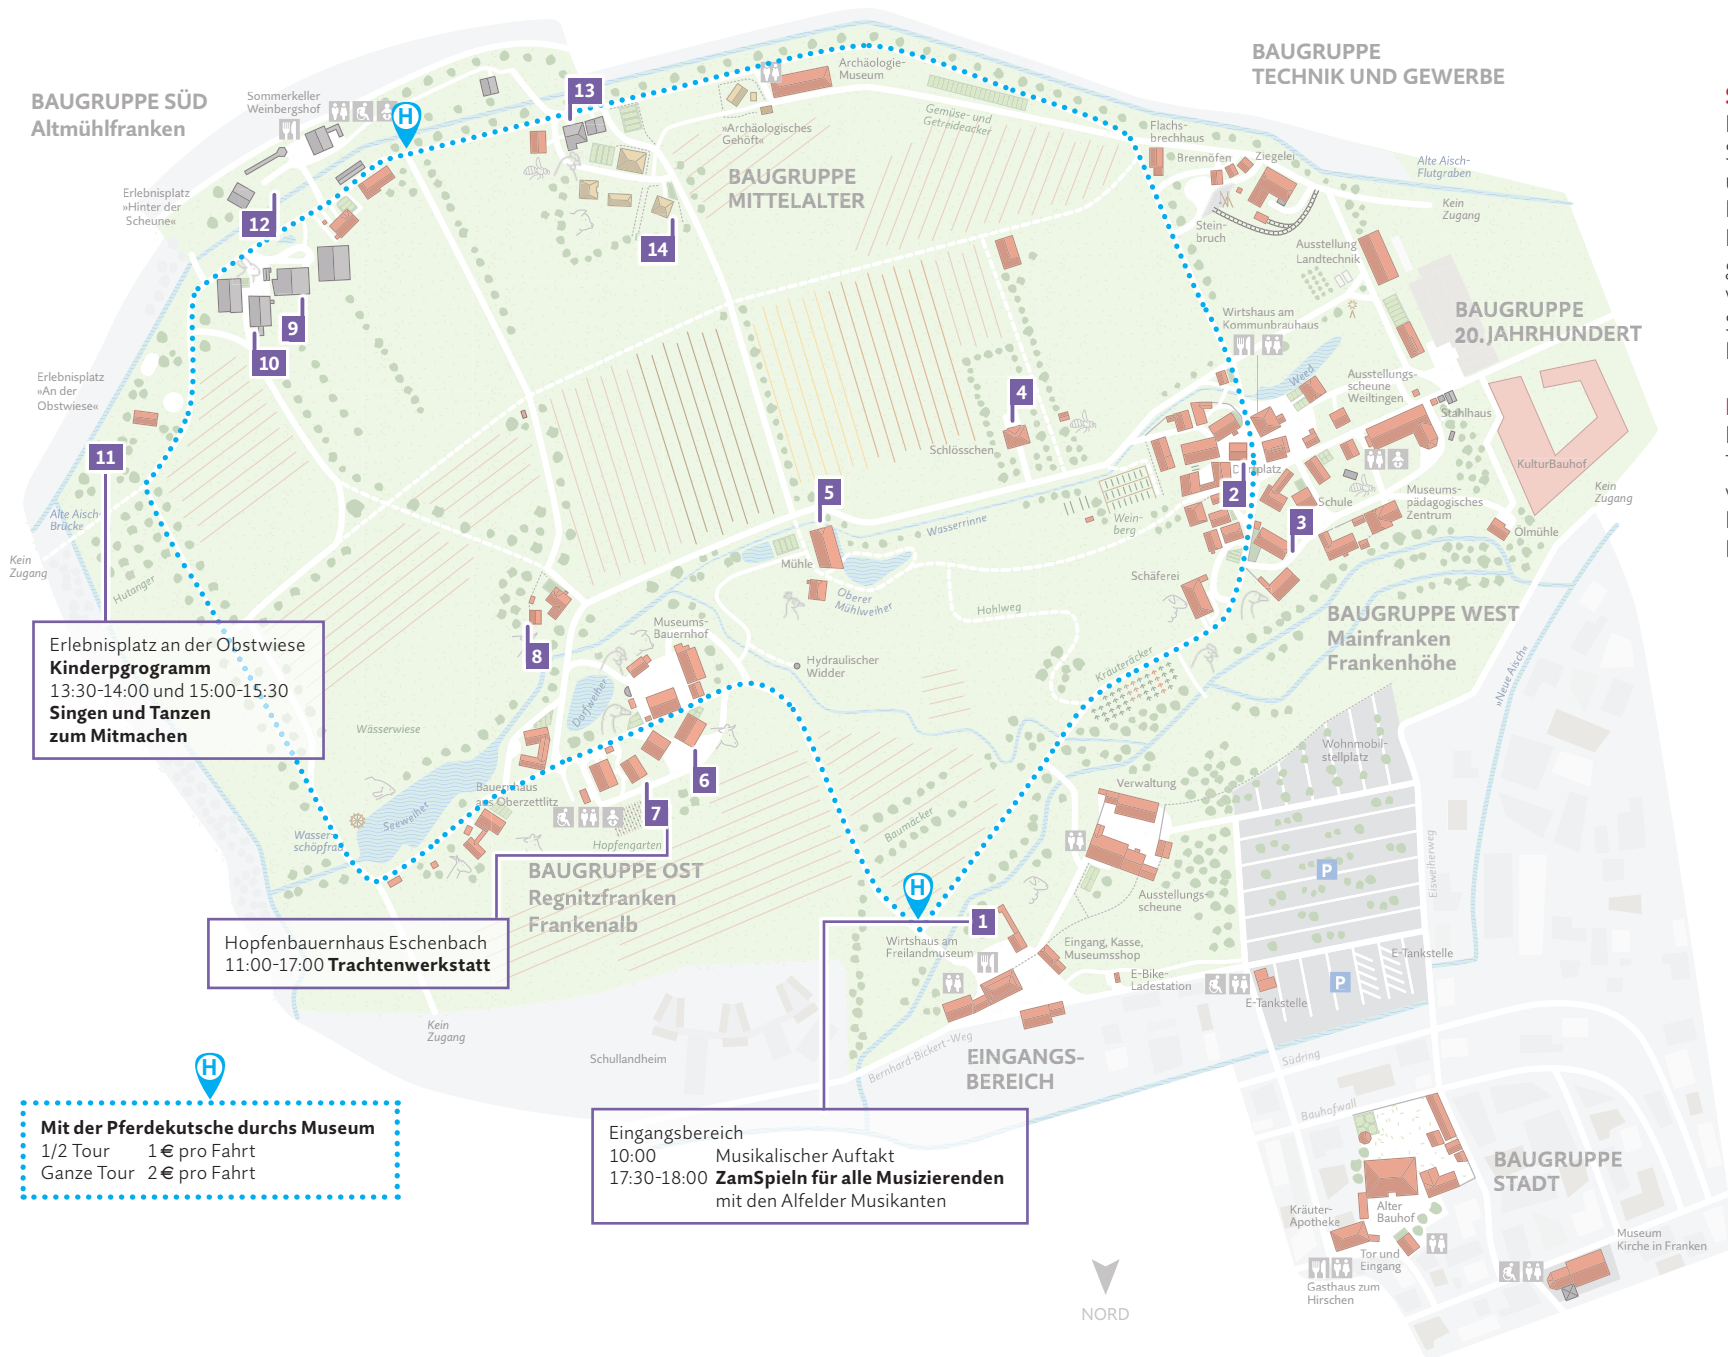 BAUGRUPPE SÜD
Altmühlfranken
Sommerkeller
Weinbergshof
H
13
Archäologie-
Museum
»Archäologisches
Gehöft«
Gemüse- und
Getreideäcker
BAUGRUPPE
TECHNIK UND GEWERBE
Flachs-
brechhaus
Brennöfen
Ziegelei
Alte Aisch-
Flutgraben
Kein
Zugang
Stein-
bruch
Erlebnisplatz
»Hinter der
Scheune«
12
BAUGRUPPE
MITTELALTER
14
Ausstellung
Landtechnik
9
10
Wirtshaus am
Kommunbrauhaus
BAUGRUPPE
20. JAHRHUNDERT
Erlebnisplatz
»An der
Obstwiese«
Weed
Ausstellungs-
scheune
Weiltingen
Stahlhaus
4
Schlösschen
11
KulturBauhof
Kein
Zugang
5
2
3
Schule
Museums-
pädagogisches
Zentrum
Ölmühle
Alte Aisch-
Brücke
Kein
Zugang
Hutanger
Wasserrinne
Wein-
berg
Mühle
Oberer
Mühlweiher
Schäferei
Hohlweg
BAUGRUPPE WEST
Mainfranken
Frankenhöhe
Erlebnisplatz an der Obstwiese
Kinderpgrogramm
13:30-14:00 und 15:00-15:30
Singen und Tanzen
zum Mitmachen
8
Museums-
Bauernhof
Hydraulischer
Widder
Kräuteräcker
»Neue Aisch«
Dorfweiher
Wässerwiese
6
7
Bauernhaus
aus Oberzettlitz
Seeweiher
Wasser-
schöpfrad
Hopfengarten
Baumäcker
Wohnmobil-
stellplatz
Verwaltung
Ausstellungs-
scheune
P
Eisweiherweg
BAUGRUPPE OST
Regnitzfranken
Frankenalb
H
1
Hopfenbauernhaus Eschenbach
11:00-17:00 Trachtenwerkstatt
Wirtshaus am
Freilandmuseum
Eingang, Kasse,
Museumsshop
E-Bike-
Ladestation
E-Tankstelle
P
E-Tankstelle
Kein
Zugang
Schullandheim
Bernhard-Bickert-Weg
EINGANGS-
BEREICH
Südring
Bauhofwall
H
Mit der Pferdekutsche durchs Museum
1/2 Tour 1 € pro Fahrt
Ganze Tour 2 € pro Fahrt
Eingangsbereich
10:00 Musikalischer Auftakt
17:30-18:00 ZamSpieln für alle Musizierenden
mit den Alfelder Musikanten
BAUGRUPPE
STADT
Kräuter-
Apotheke
Alter
Bauhof
Tor und
Eingang
Gasthaus zum
Hirschen
Museum
Kirche in Franken
NORD